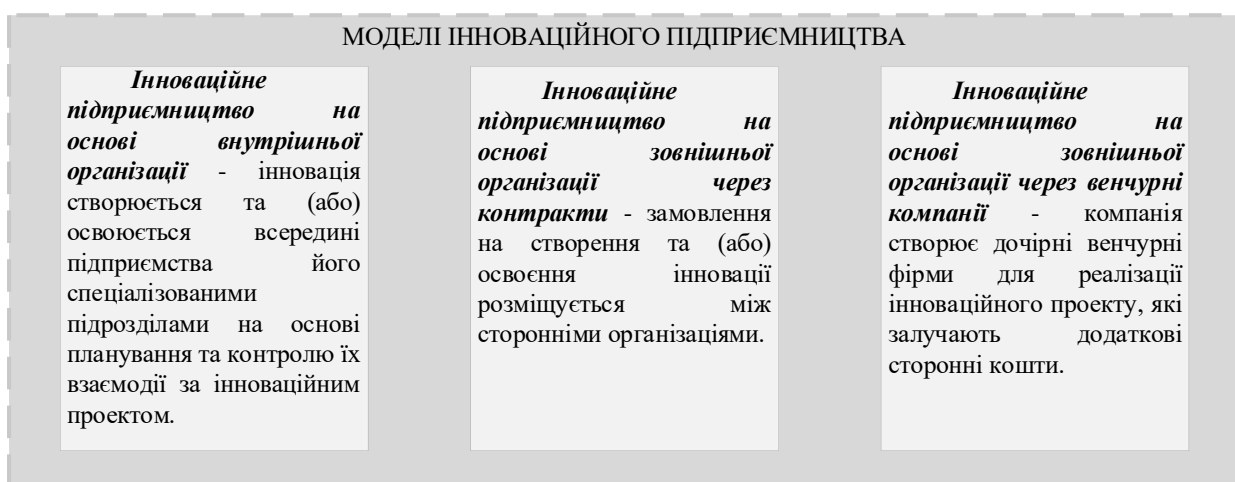 МОДЕЛІ ІННОВАЦІЙНОГО ПІДПРИЄМНИЦТВА
Інноваційне
підприємництво на
основі внутрішньої
організації - інновація
створюється та (або)
освоюється всередині
підприємства його
спеціалізованими
підрозділами на основі
планування та контролю їх
взаємодії за інноваційним
проектом.
Інноваційне
підприємництво на
основі зовнішньої
організації через
контракти - замовлення
на створення та (або)
освоєння інновації
розміщується між
сторонніми організаціями.
Інноваційне
підприємництво на
основі зовнішньої
організації через венчурні
компанії - компанія
створює дочірні венчурні
фірми для реалізації
інноваційного проекту, які
залучають додаткові
сторонні кошти.